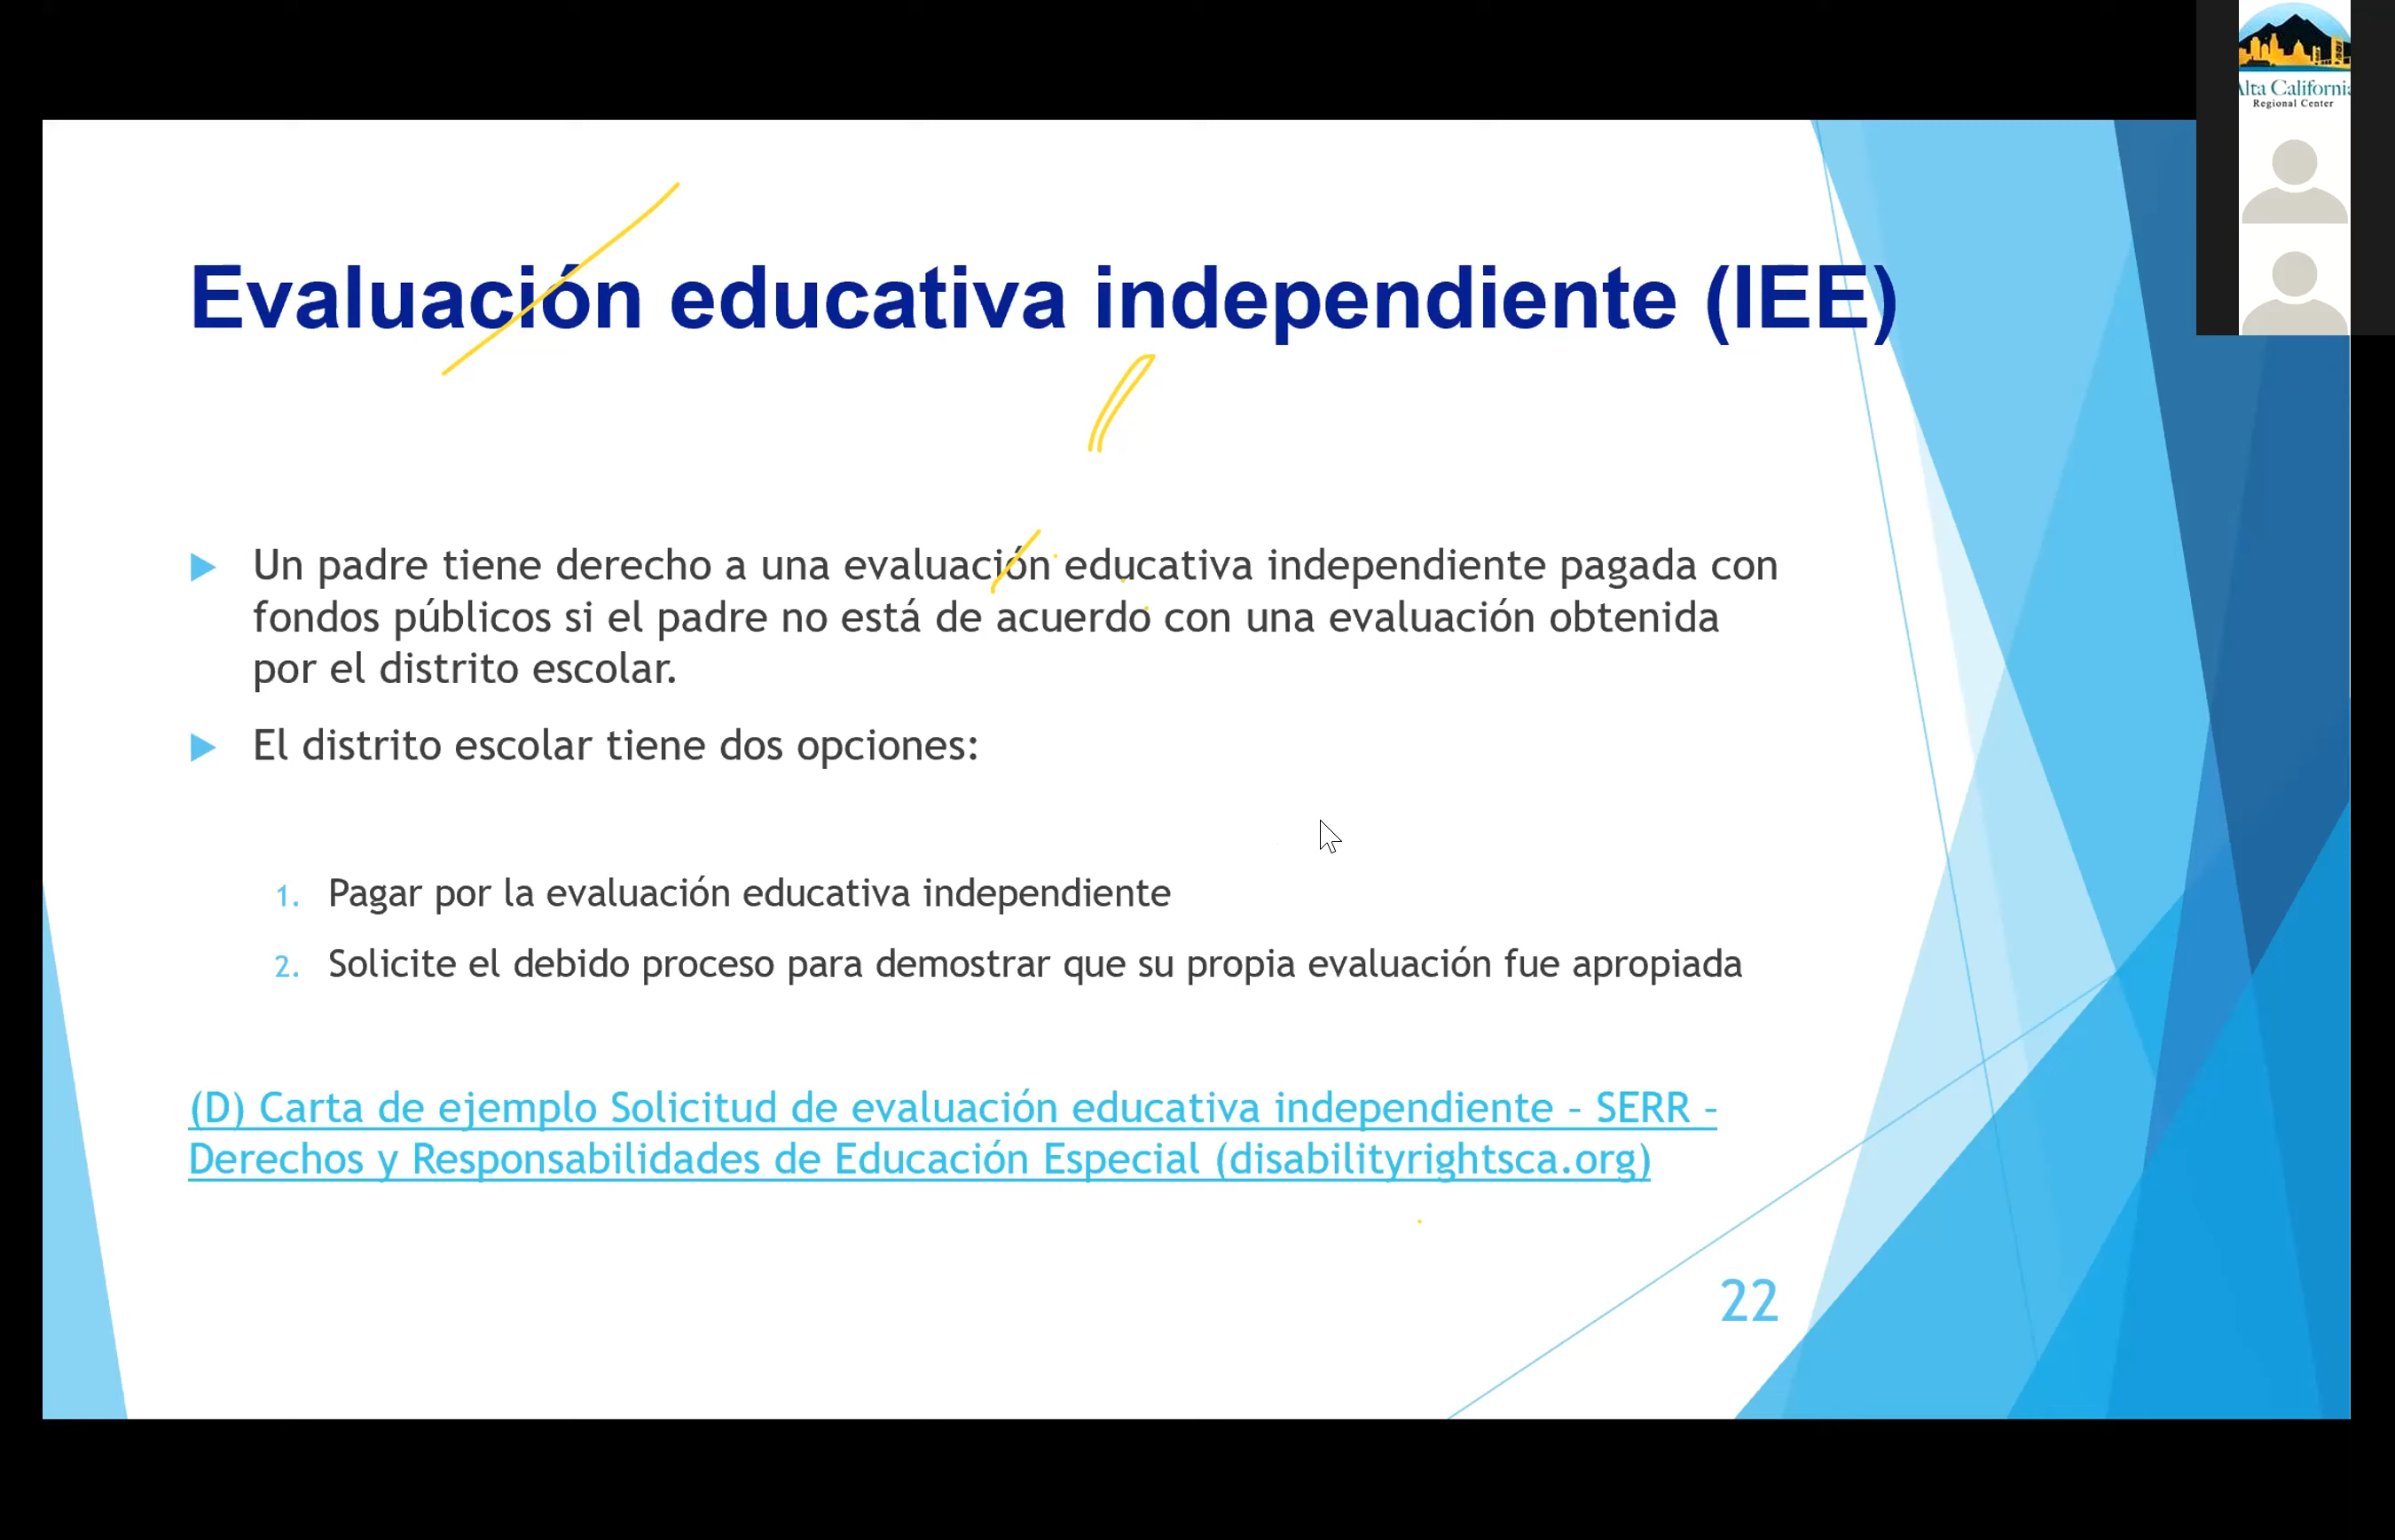 Alta California
Regional Center
Evaluación educativa independiente (IEE)
Un padre tiene derecho a una evaluación educativa independiente pagada con
fondos públicos si el padre no está de acuerdo con una evaluación obtenida
por el distrito escolar.
El distrito escolar tiene dos opciones:
1. Pagar por la evaluación educativa independiente
2. Solicite el debido proceso para demostrar que su propia evaluación fue apropiada
(D) Carta de ejemplo Solicitud de evaluación educativa independiente - SERR -
Derechos y Responsabilidades de Educación Especial (disabilityrightsca.org)
22